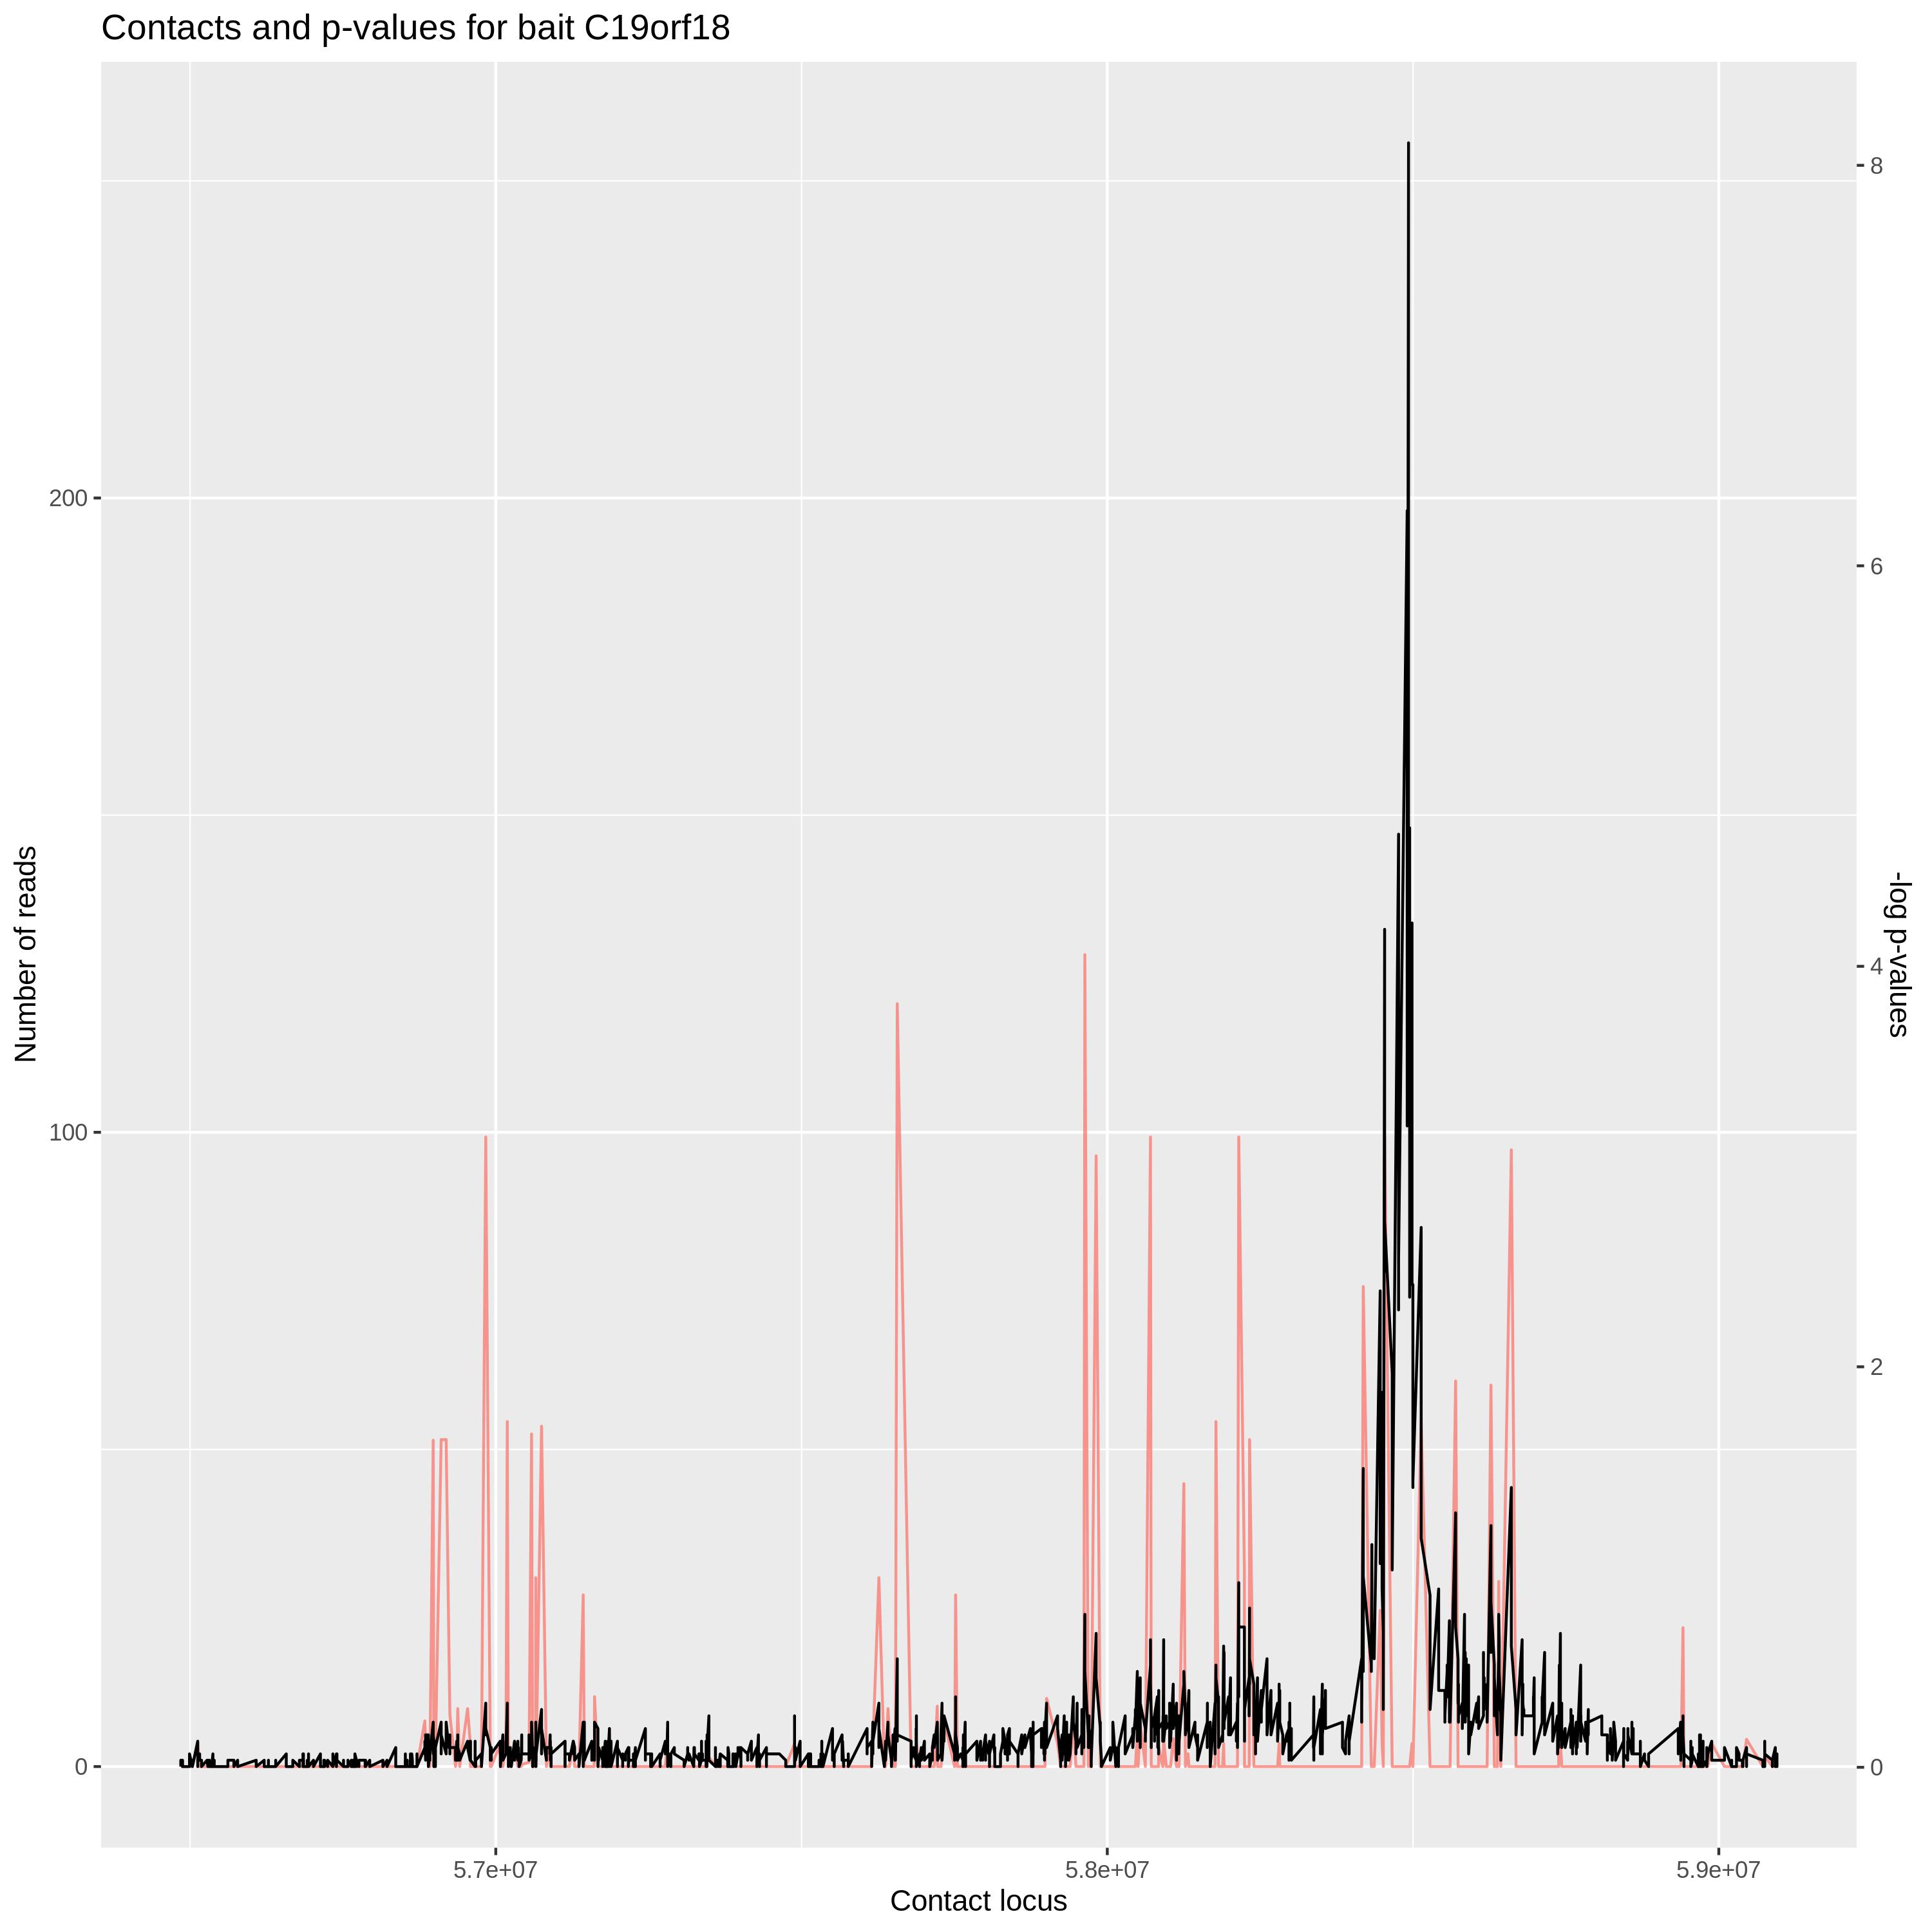 Contacts and p-values for bait C19orf18
Number of reads
200
100
0
8
6
4
2
0
-log p-values
5.7e+07
5.8e+07
5.9e+07
Contact locus